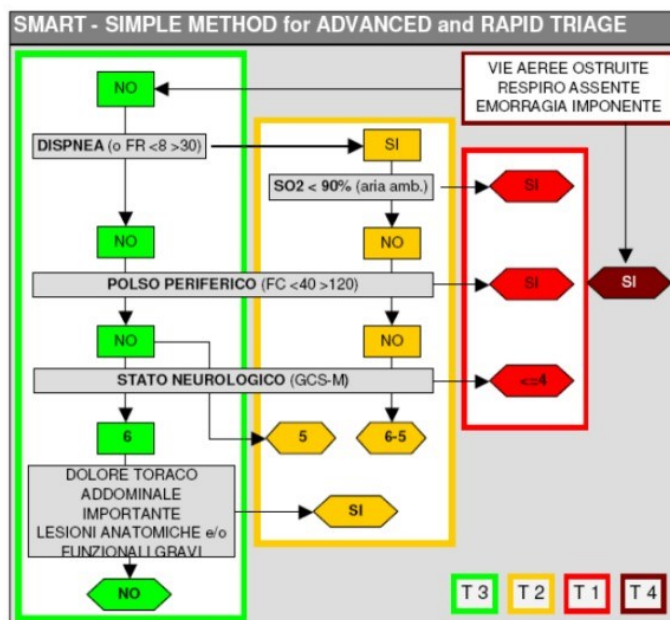 SMART - SIMPLE METHOD for ADVANCED and RAPID TRIAGE
VIE AEREE OSTRUITE
RESPIRO ASSENTE
EMORRAGIA IMPONENTE
NO
DISPNEA (o FR <8 >30)
SI
SO2 < 90% (aria amb.)
SI
NO
NO
POLSO PERIFERICO (FC <40 >120)
SI
SI
NO
NO
STATO NEUROLOGICO (GCS-M)
<=4
6
5
6-5
DOLORE TORACO
ADDOMINALE
IMPORTANTE
LESIONI ANATOMICHE e/o
FUNZIONALI GRAVI
SI
NO
T 3
T 2
T 1
T 4